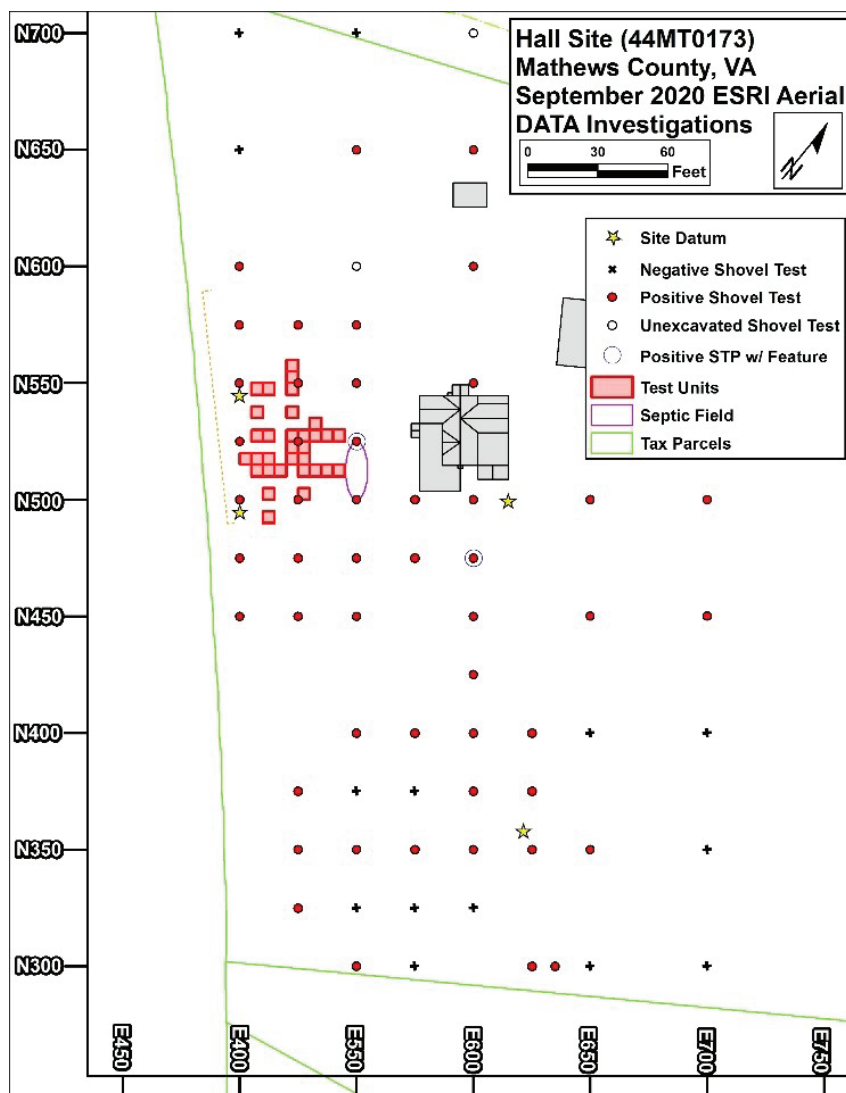 Hall Site (44MT0173)
Mathews County, VA
September 2020 ESRI Aerial
DATA Investigations
0 30 60
Feet
N
Site Datum
Negative Shovel Test
Positive Shovel Test
Unexcavated Shovel Test
Positive STP w/ Feature
Test Units
Septic Field
Tax Parcels
N700
N650
N600
N550
N500
N450
N400
N350
N300
E450
E400
E550
E600
E650
E700
E750